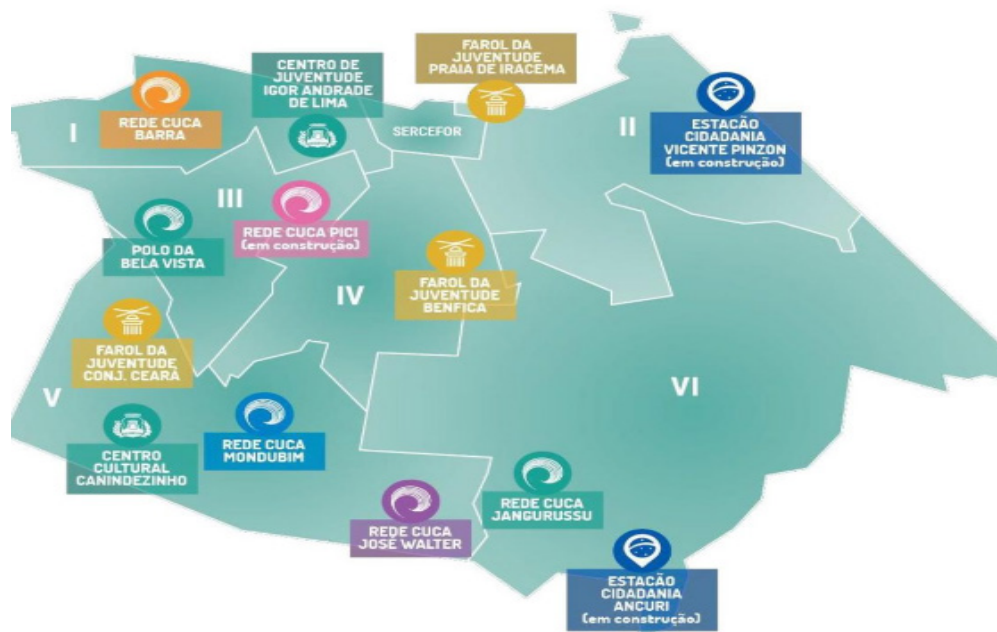 FAROL DA
JUVENTUDE
PRAIA DE IRACEMA
CENTRO DE
JUVENTUDE
IGOR ANDRADE
DE LIMA
I
REDE CUCA
BARRA
SERCEFOR
II
ESTACÃO
CIDADANIA
VICENTE PINZON
(em construção)
III
REDE CUCA PICI
(em construção)
POLO DA
BELA VISTA
IV
FAROL DA
JUVENTUDE
BENFICA
FAROL DA
JUVENTUDE
CONJ. CEARÁ
V
VI
REDE CUCA
MONDUBIM
CENTRO
CULTURAL
CANINDEZINHO
REDE CUCA
JOSÉ WALTER
REDE CUCA
JANGURUSSU
ESTACÃO
CIDADANIA
ANCURI
(em construção)